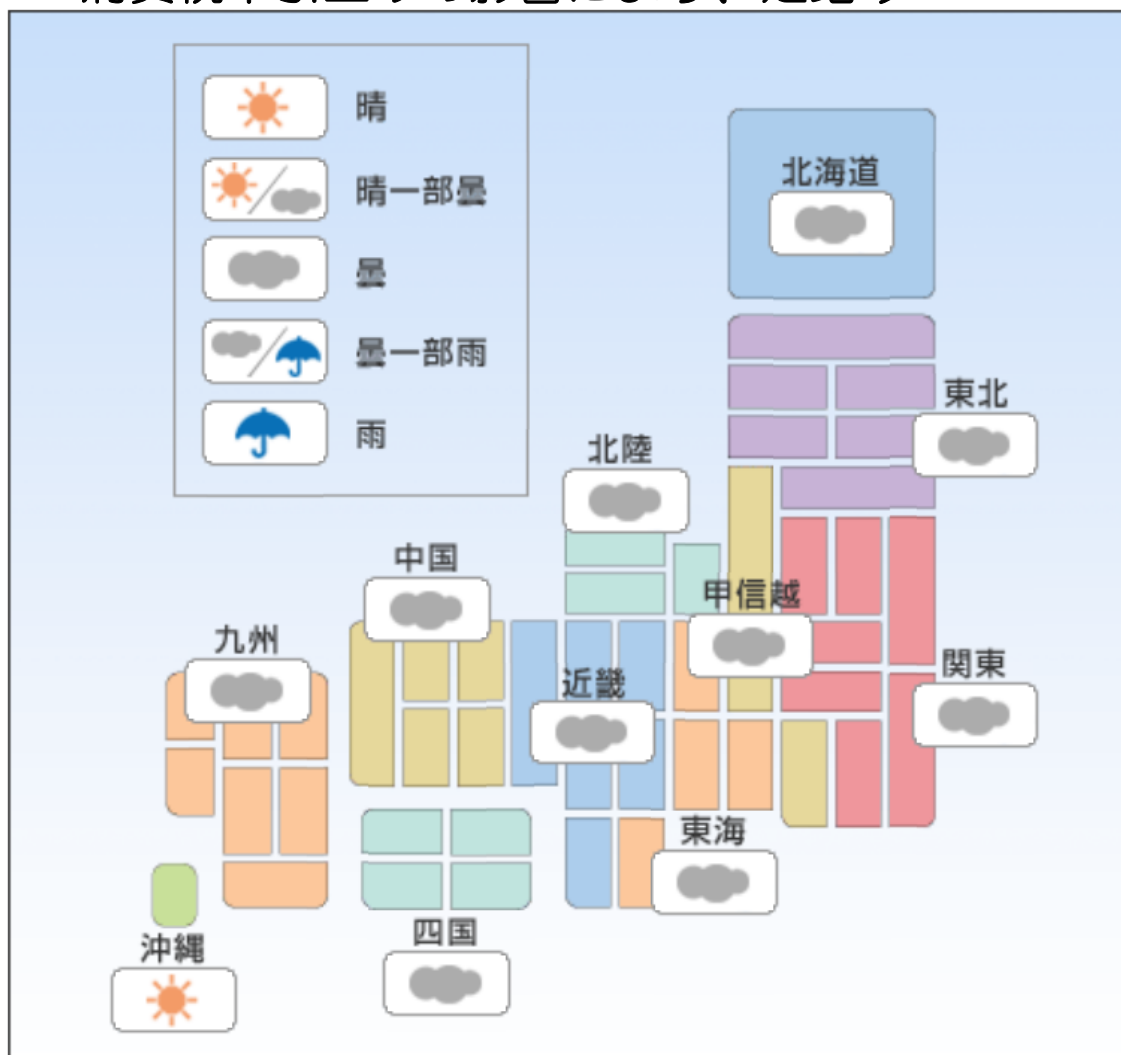 晴
晴一部曇
曇
曇一部雨
雨
北海道
東北
北陸
中国
甲信越
九州
関東
近畿
東海
四国
沖縄